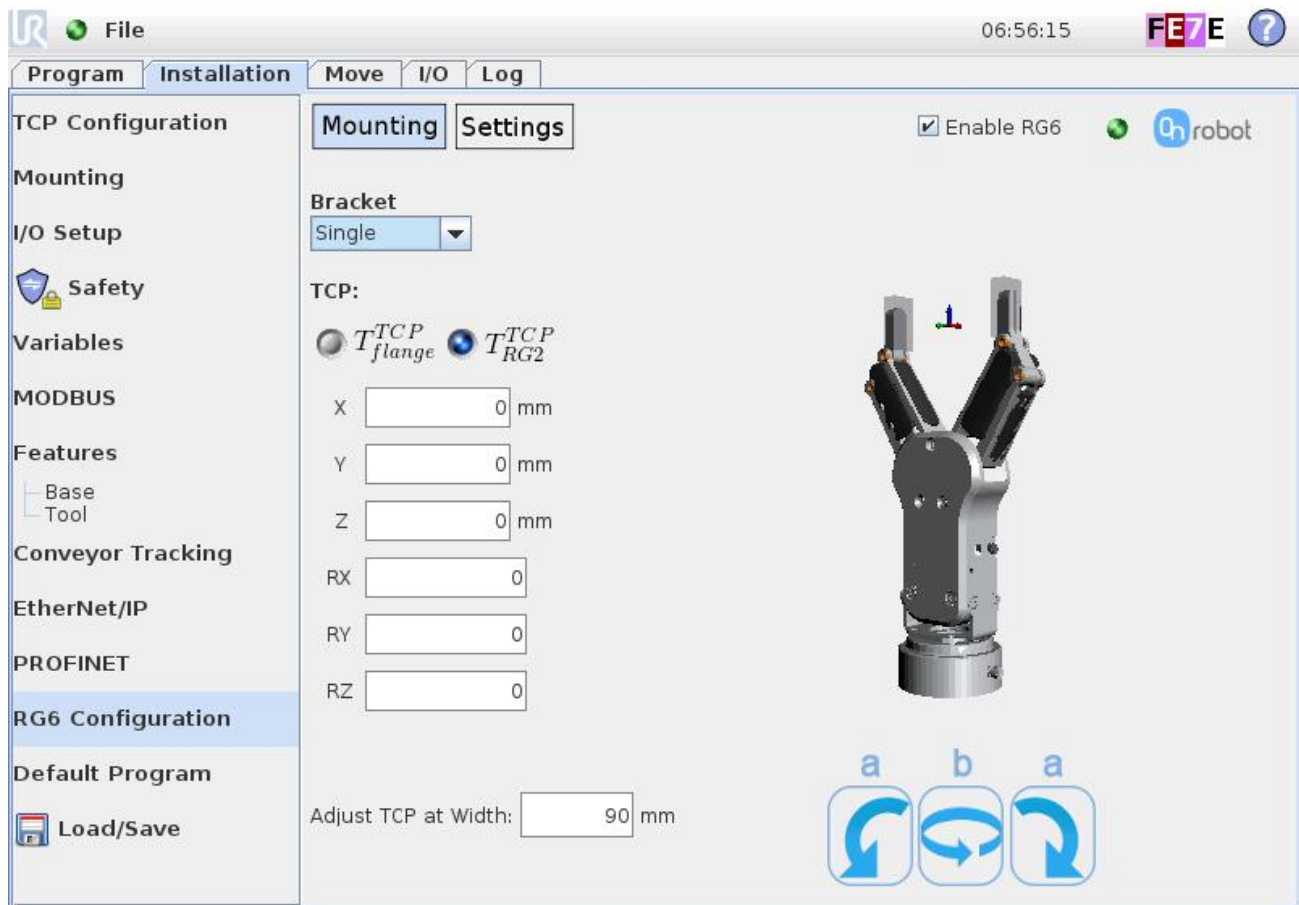 UR File 06:56:15 FE7E ?
Program Installation Move I/O Log
TCP Configuration
Mounting
I/O Setup
Safety
Variables
MODBUS
Features
Base
Tool
Conveyor Tracking
EtherNet/IP
PROFINET
RG6 Configuration
Default Program
Load/Save
Mounting Settings
Enable RG6 On robot
Bracket
Single
TCP:
T^{TCP}_{flange} T^{TCP}_{RG2}
X 0 mm
Y 0 mm
Z 0 mm
RX 0
RY 0
RZ 0
Adjust TCP at Width: 90 mm
a b a